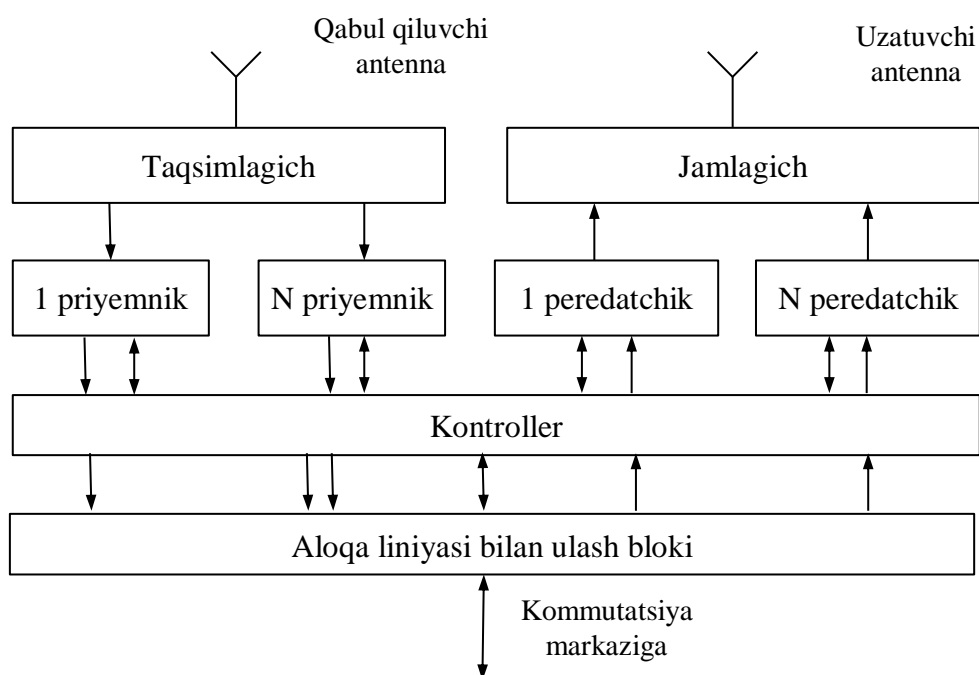 Qabul qiluvchi
antenna
Uzatuvchi
antenna
Taqsimlagich
Jamlagich
1 priyemnik
N priyemnik
1 peredatchik
N peredatchik
Kontroller
Aloqa liniyasi bilan ulash bloki
Kommutatsiya
markaziga